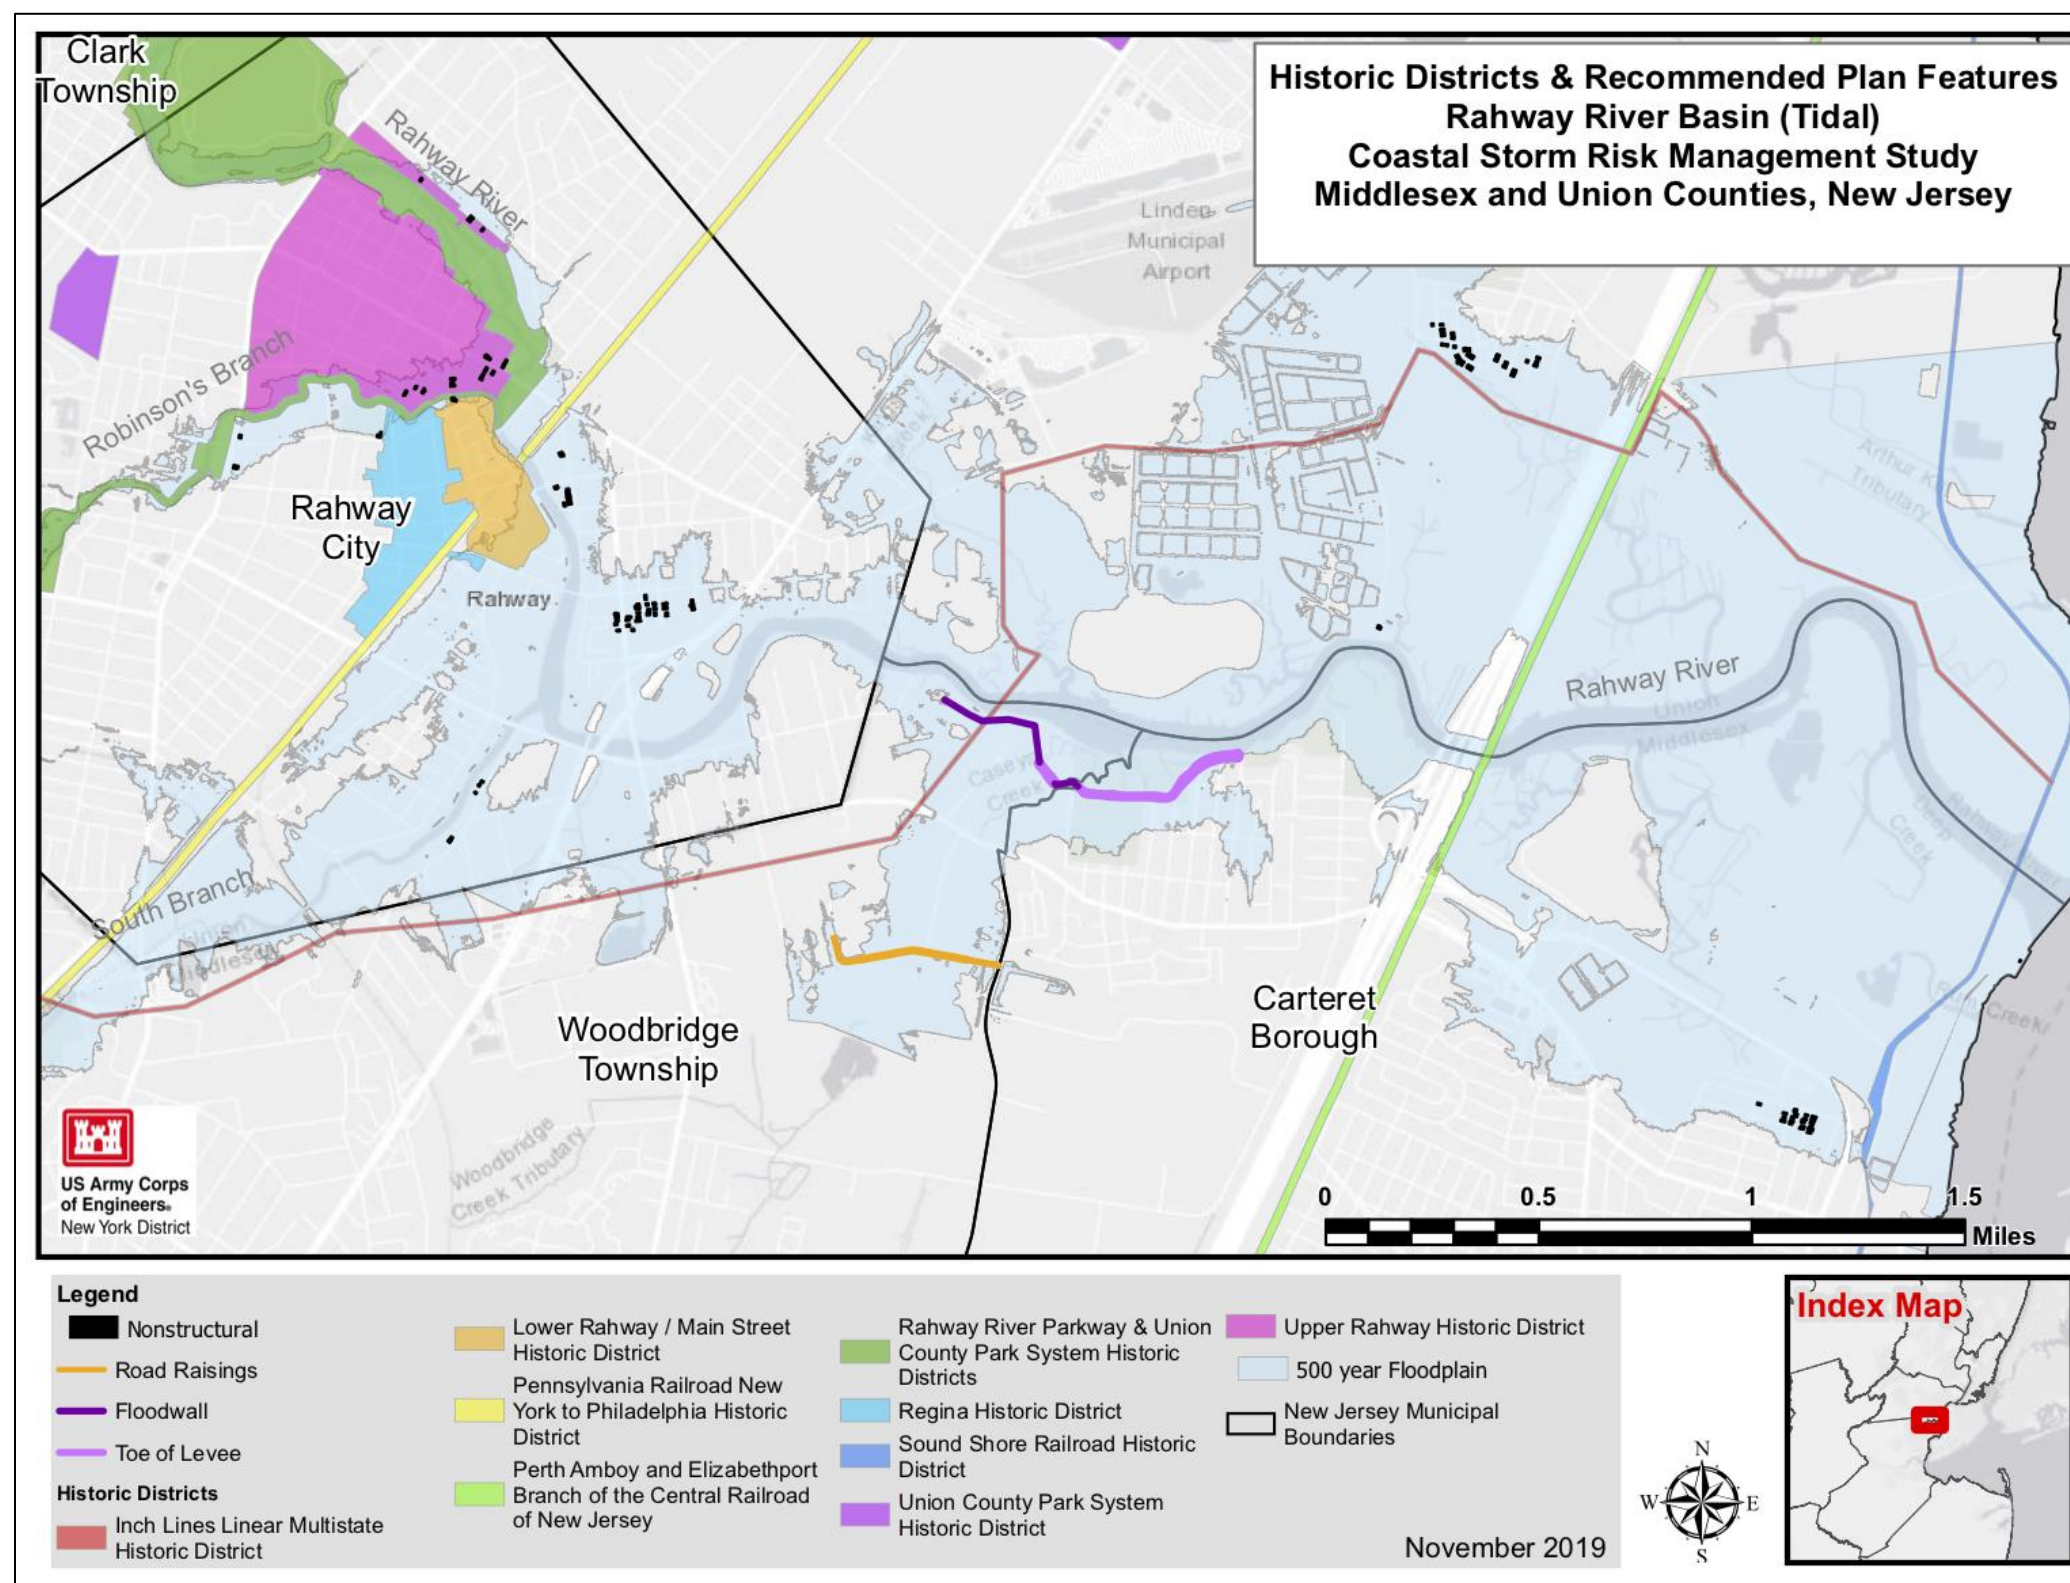 Clark
Township
Historic Districts & Recommended Plan Features
Rahway River Basin (Tidal)
Coastal Storm Risk Management Study
Middlesex and Union Counties, New Jersey
Rahway River
Linden
Municipal
Airport
Robinson's Branch
Rahway
City
Rahway
Arthur Kill
Tributary
Rahway River
Union
Middlesex
Caseys
Creek
Deep
Creek
Rahway River
South Branch
Union
Middlesex
Woodbridge
Township
Carteret
Borough
Creek
Woodbridge
Creek Tributary
US Army Corps
of Engineers®
New York District
0 0.5 1 1.5
Miles
Legend
Nonstructural
Road Raisings
Floodwall
Toe of Levee
Historic Districts
Inch Lines Linear Multistate
Historic District
Lower Rahway / Main Street
Historic District
Pennsylvania Railroad New
York to Philadelphia Historic
District
Perth Amboy and Elizabethport
Branch of the Central Railroad
of New Jersey
Rahway River Parkway & Union
County Park System Historic
Districts
Regina Historic District
Sound Shore Railroad Historic
District
Union County Park System
Historic District
Upper Rahway Historic District
500 year Floodplain
New Jersey Municipal
Boundaries
November 2019
N
W E
S
Index Map